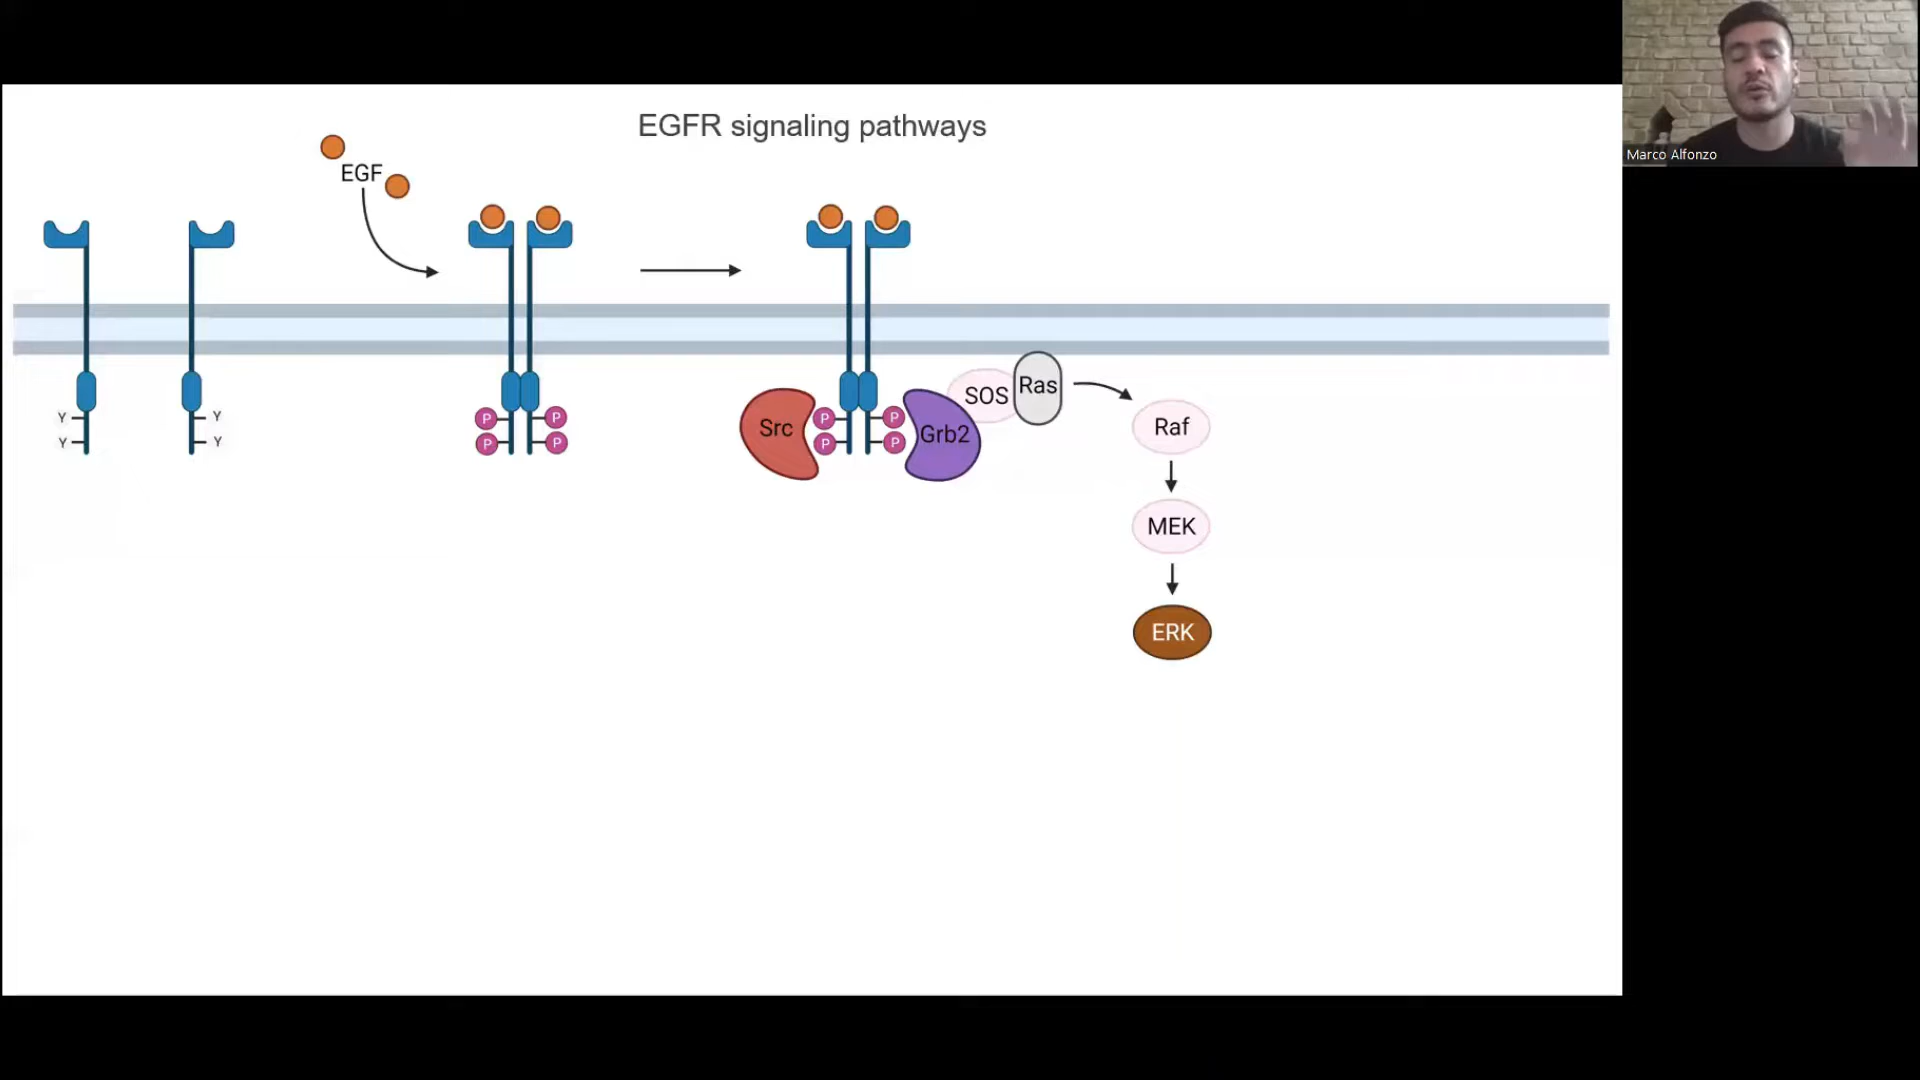 EGFR signaling pathways
Marco Alfonzo
EGF
Y
Y
Y
Y
P
P
P
P
Src
P
P
P
P
Grb2
SOS
Ras
Raf
MEK
ERK